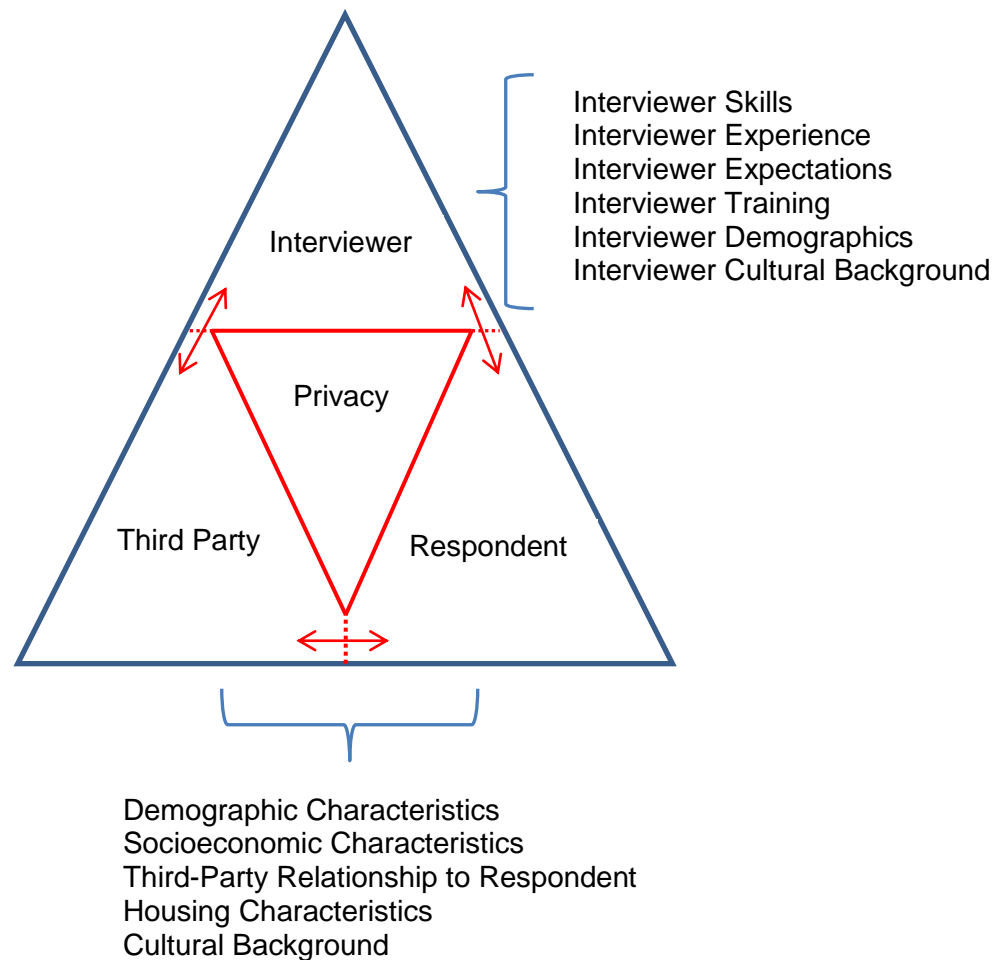 Interviewer Skills
Interviewer Experience
Interviewer Expectations
Interviewer Training
Interviewer Demographics
Interviewer Cultural Background
Interviewer
Privacy
Third Party
Respondent
Demographic Characteristics
Socioeconomic Characteristics
Third-Party Relationship to Respondent
Housing Characteristics
Cultural Background